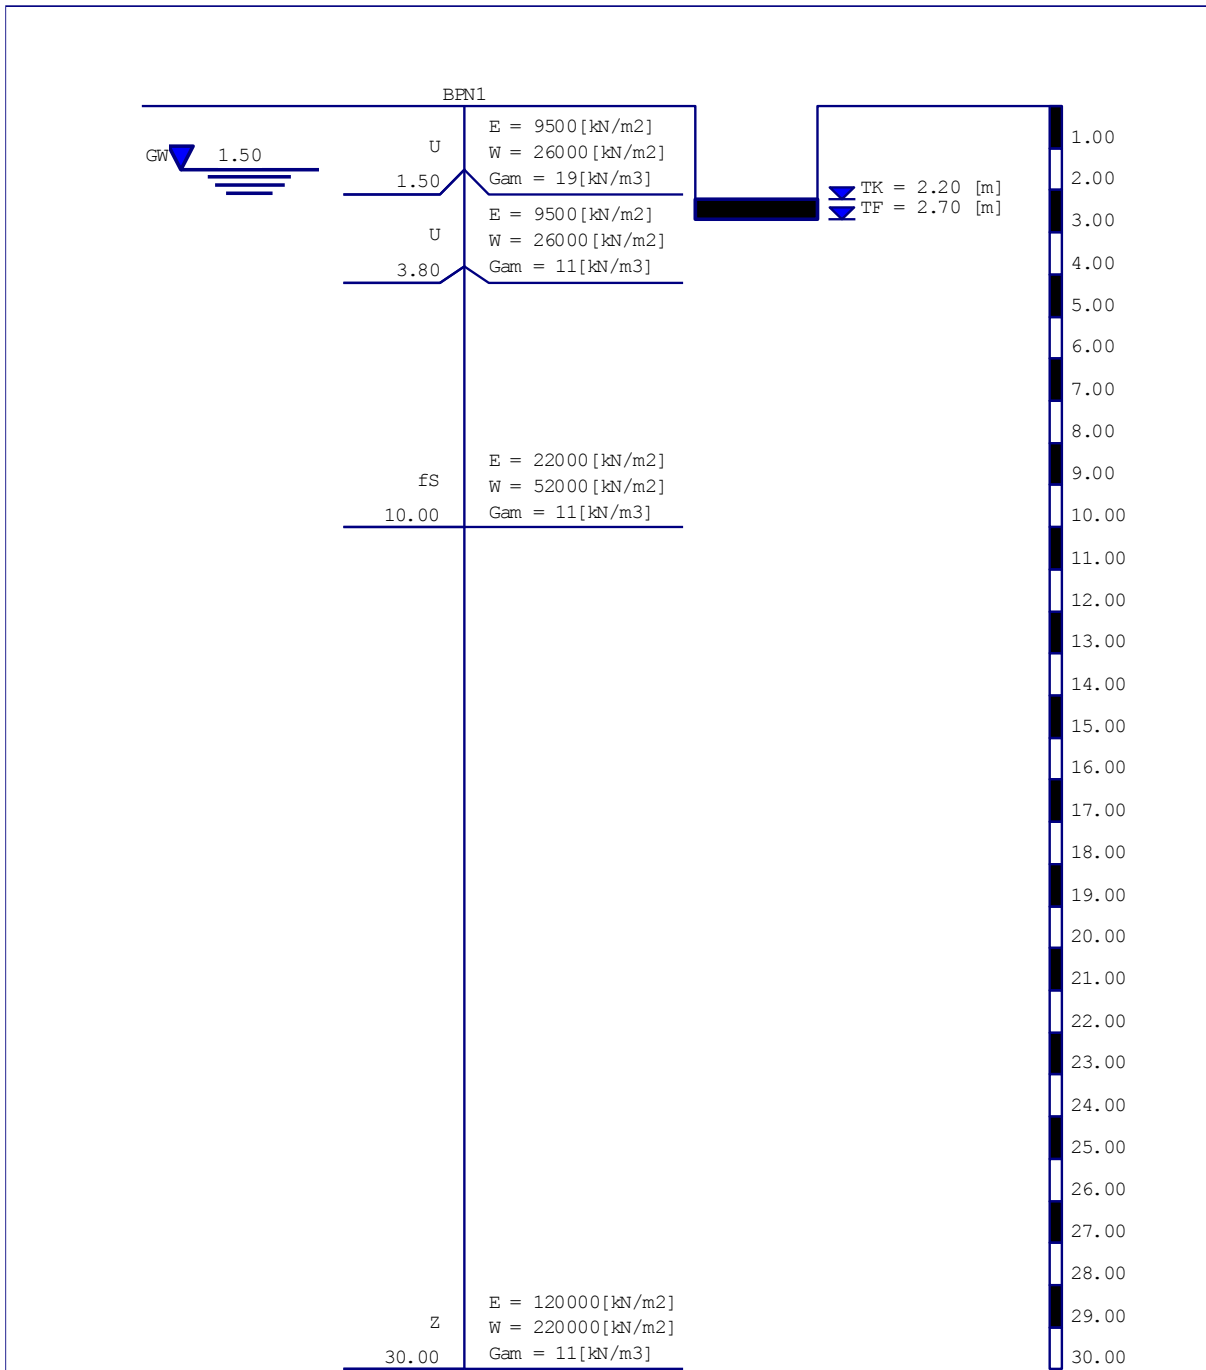 BPN1
E = 9500[kN/m2]
U
W = 26000[kN/m2]
GW 1.50
1.50
Gam = 19[kN/m3]
E = 9500[kN/m2]
U
W = 26000[kN/m2]
3.80
Gam = 11[kN/m3]
TK = 2.20 [m]
TF = 2.70 [m]
E = 22000[kN/m2]
fS
W = 52000[kN/m2]
10.00
Gam = 11[kN/m3]
E = 120000[kN/m2]
Z
W = 220000[kN/m2]
30.00
Gam = 11[kN/m3]
1.00
2.00
3.00
4.00
5.00
6.00
7.00
8.00
9.00
10.00
11.00
12.00
13.00
14.00
15.00
16.00
17.00
18.00
19.00
20.00
21.00
22.00
23.00
24.00
25.00
26.00
27.00
28.00
29.00
30.00